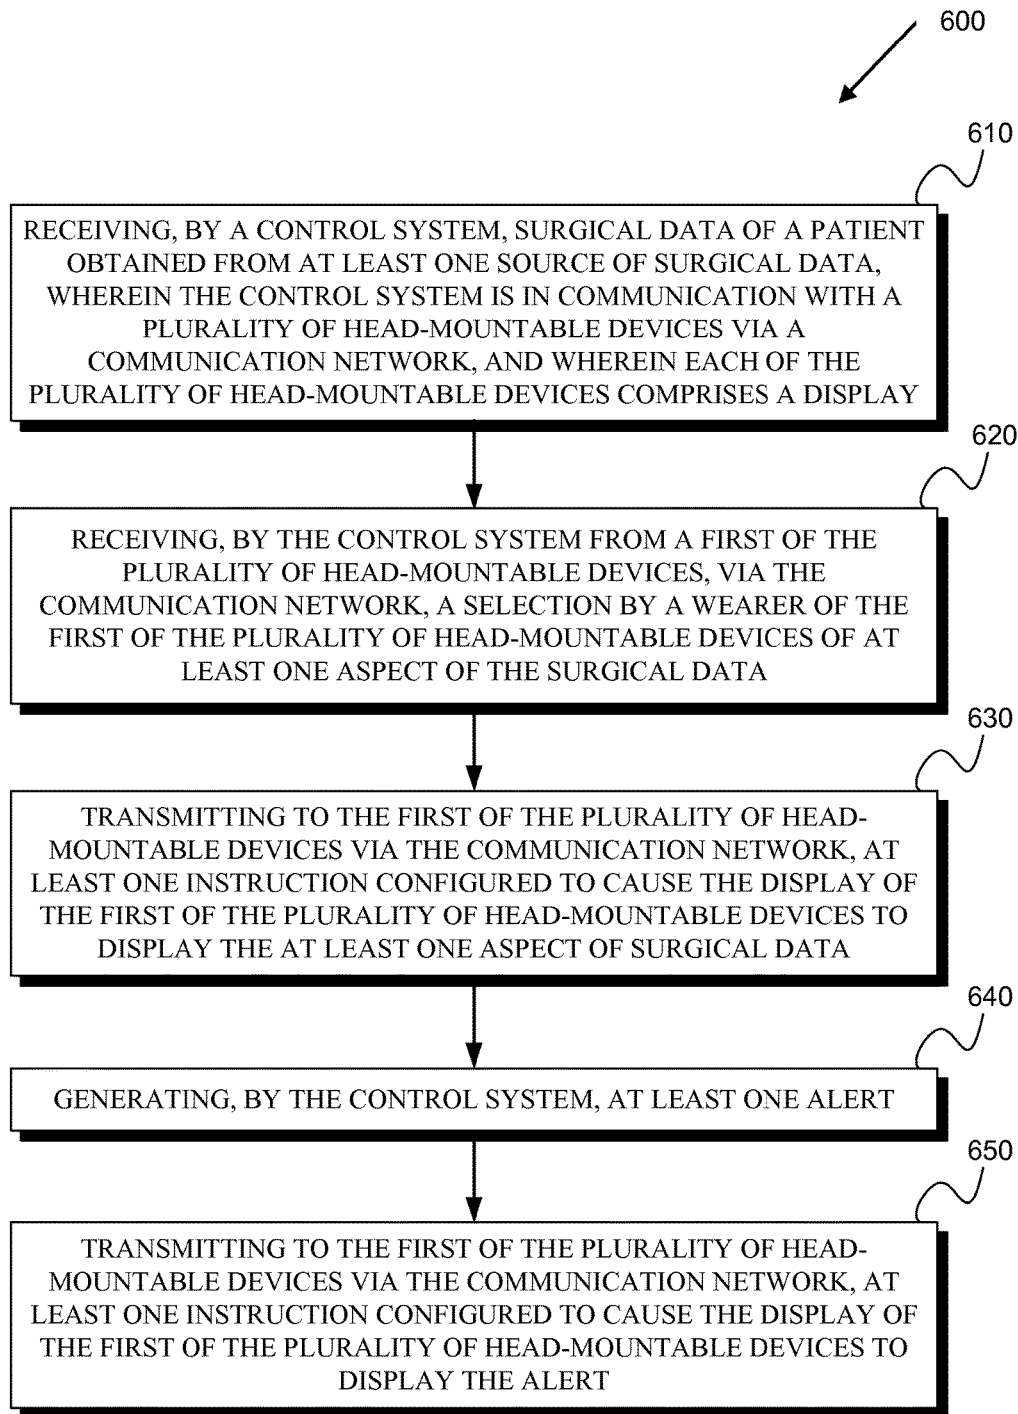 600
610
RECEIVING, BY A CONTROL SYSTEM, SURGICAL DATA OF A PATIENT
OBTAINED FROM AT LEAST ONE SOURCE OF SURGICAL DATA,
WHEREIN THE CONTROL SYSTEM IS IN COMMUNICATION WITH A
PLURALITY OF HEAD-MOUNTABLE DEVICES VIA A
COMMUNICATION NETWORK, AND WHEREIN EACH OF THE
PLURALITY OF HEAD-MOUNTABLE DEVICES COMPRISES A DISPLAY
620
RECEIVING, BY THE CONTROL SYSTEM FROM A FIRST OF THE
PLURALITY OF HEAD-MOUNTABLE DEVICES, VIA THE
COMMUNICATION NETWORK, A SELECTION BY A WEARER OF THE
FIRST OF THE PLURALITY OF HEAD-MOUNTABLE DEVICES OF AT
LEAST ONE ASPECT OF THE SURGICAL DATA
630
TRANSMITTING TO THE FIRST OF THE PLURALITY OF HEAD-
MOUNTABLE DEVICES VIA THE COMMUNICATION NETWORK, AT
LEAST ONE INSTRUCTION CONFIGURED TO CAUSE THE DISPLAY OF
THE FIRST OF THE PLURALITY OF HEAD-MOUNTABLE DEVICES TO
DISPLAY THE AT LEAST ONE ASPECT OF SURGICAL DATA
640
GENERATING, BY THE CONTROL SYSTEM, AT LEAST ONE ALERT
650
TRANSMITTING TO THE FIRST OF THE PLURALITY OF HEAD-
MOUNTABLE DEVICES VIA THE COMMUNICATION NETWORK, AT
LEAST ONE INSTRUCTION CONFIGURED TO CAUSE THE DISPLAY OF
THE FIRST OF THE PLURALITY OF HEAD-MOUNTABLE DEVICES TO
DISPLAY THE ALERT